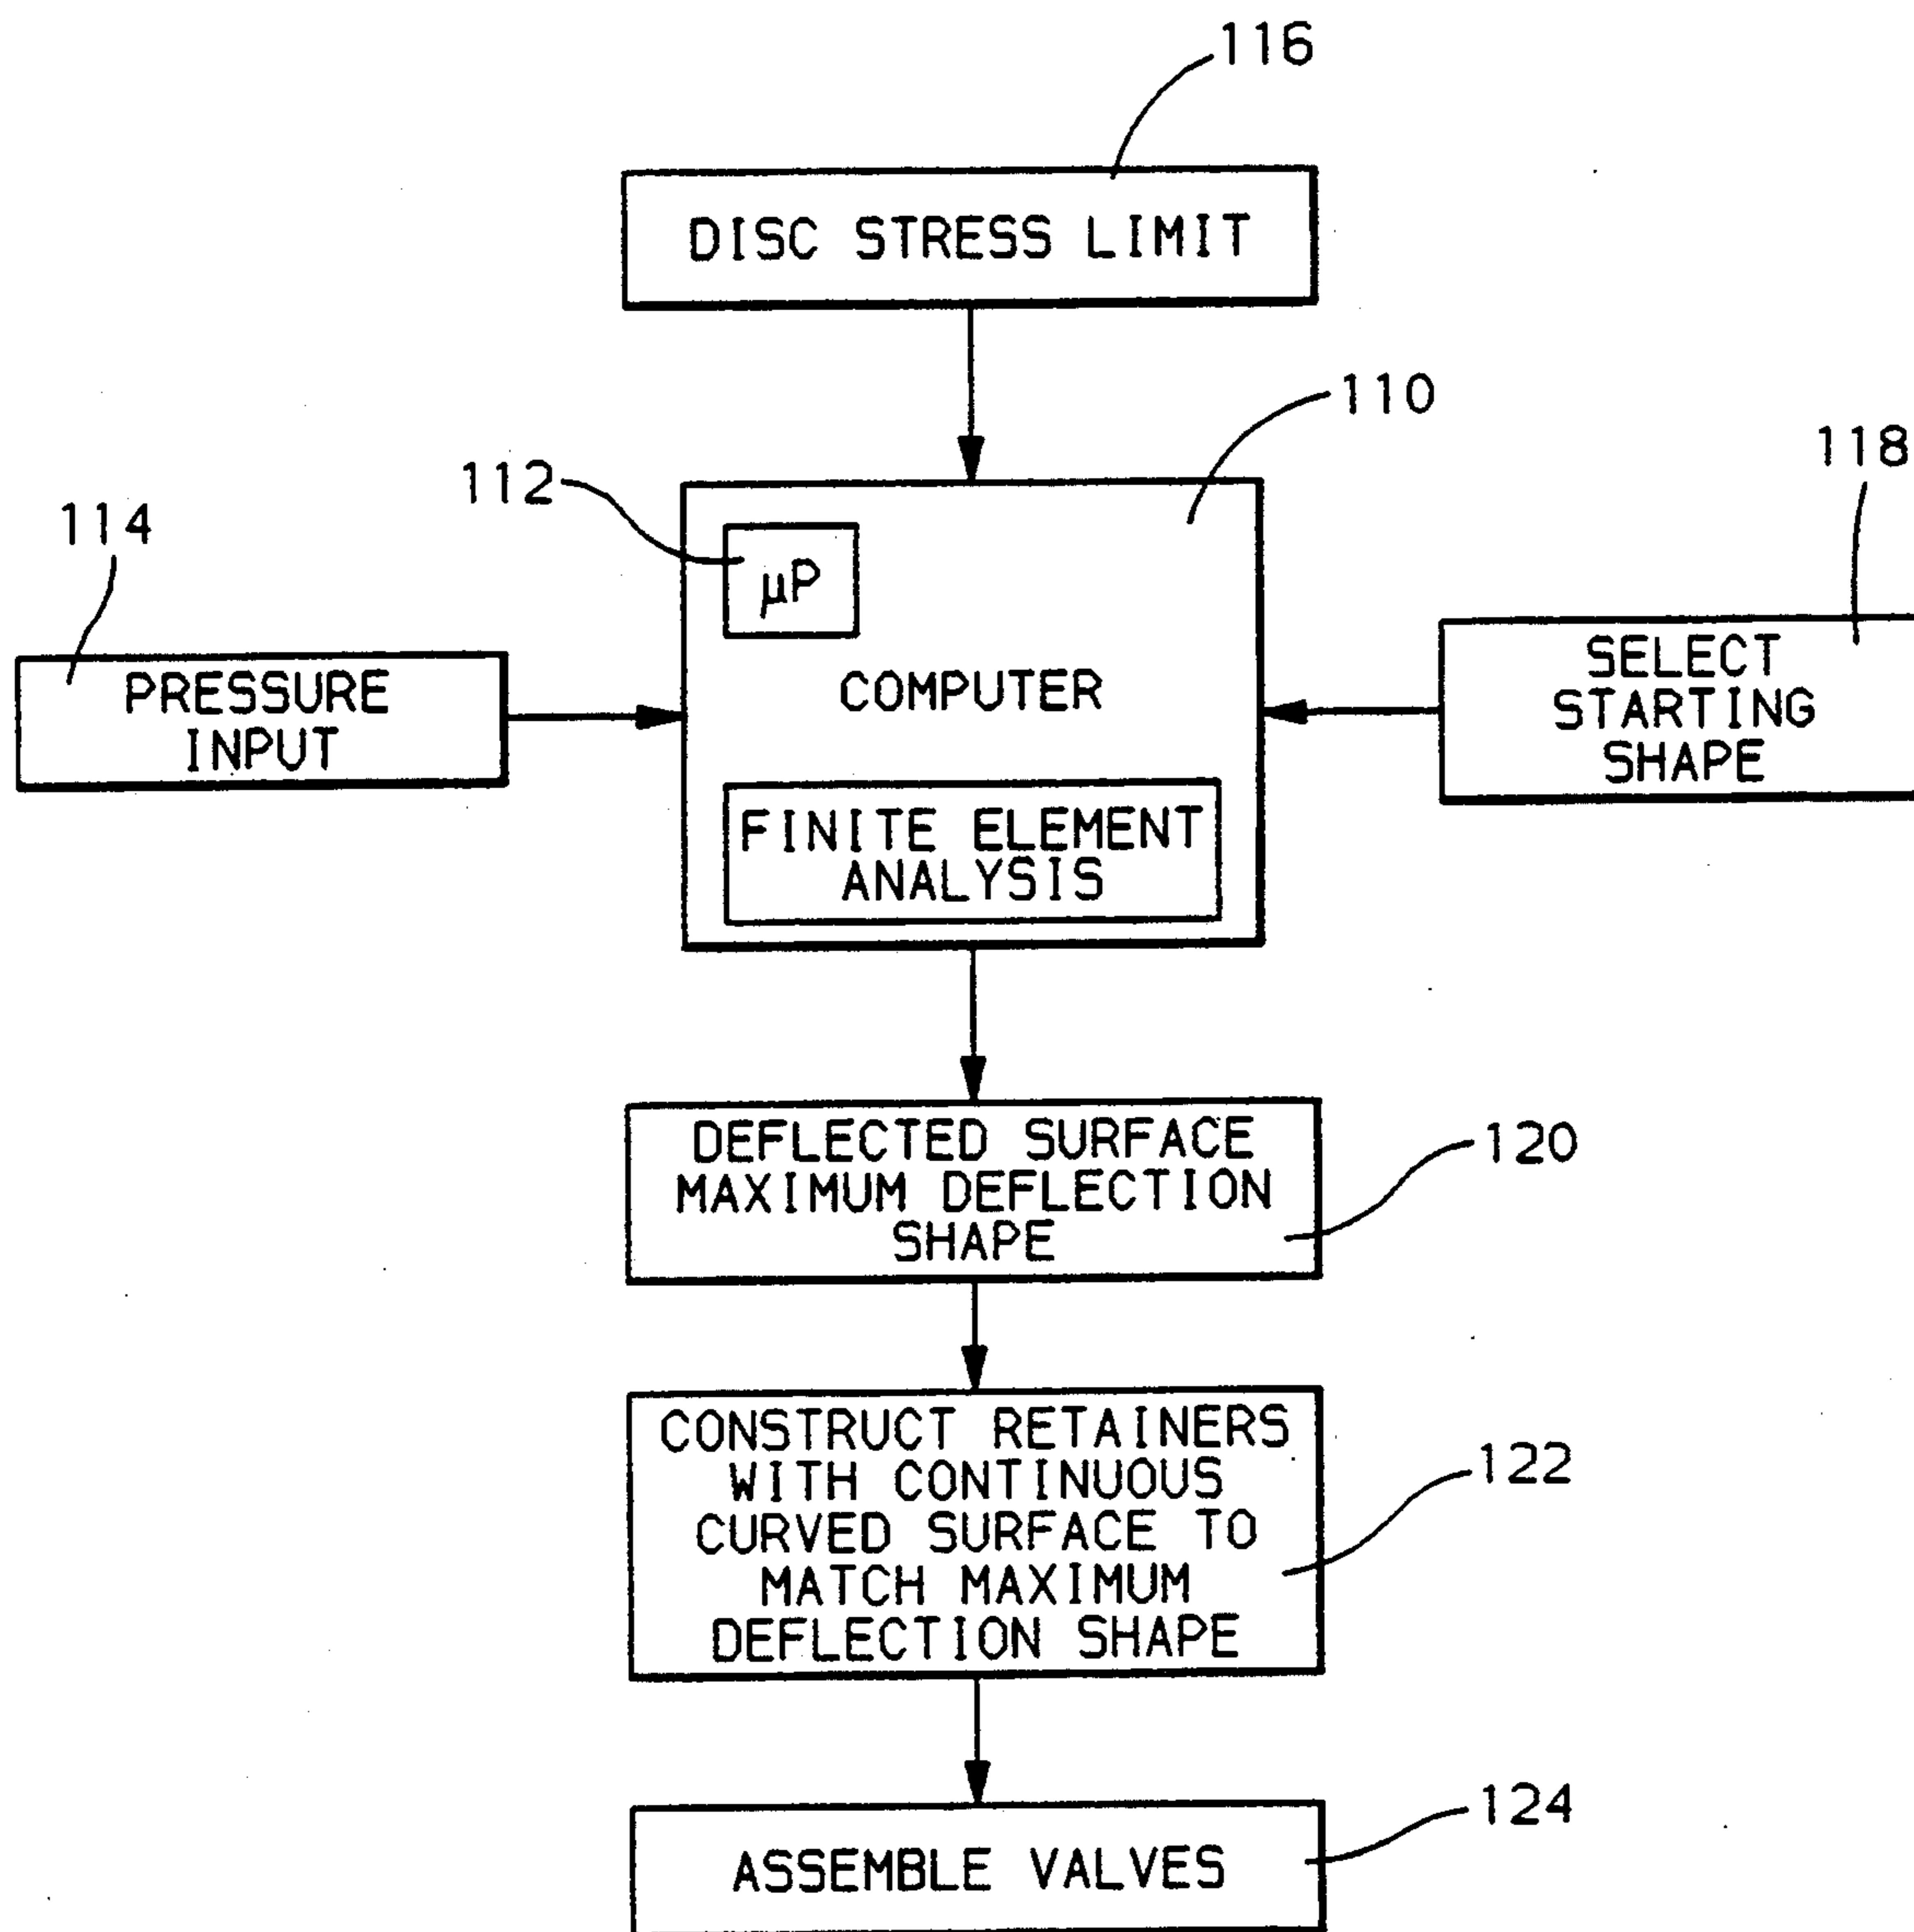 116
DISC STRESS LIMIT
110
118
112
114
µP
SELECT
STARTING
SHAPE
PRESSURE
INPUT
COMPUTER
FINITE ELEMENT
ANALYSIS
DEFLECTED SURFACE
MAXIMUM DEFLECTION
SHAPE
120
CONSTRUCT RETAINERS
WITH CONTINUOUS
CURVED SURFACE TO
MATCH MAXIMUM
DEFLECTION SHAPE
122
ASSEMBLE VALVES
124